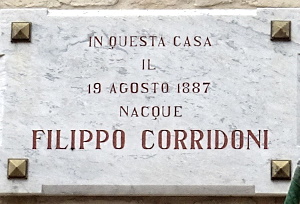 IN QUESTA CASA
IL
19 AGOSTO 1887
NACQUE
FILIPPO CORRIDONI